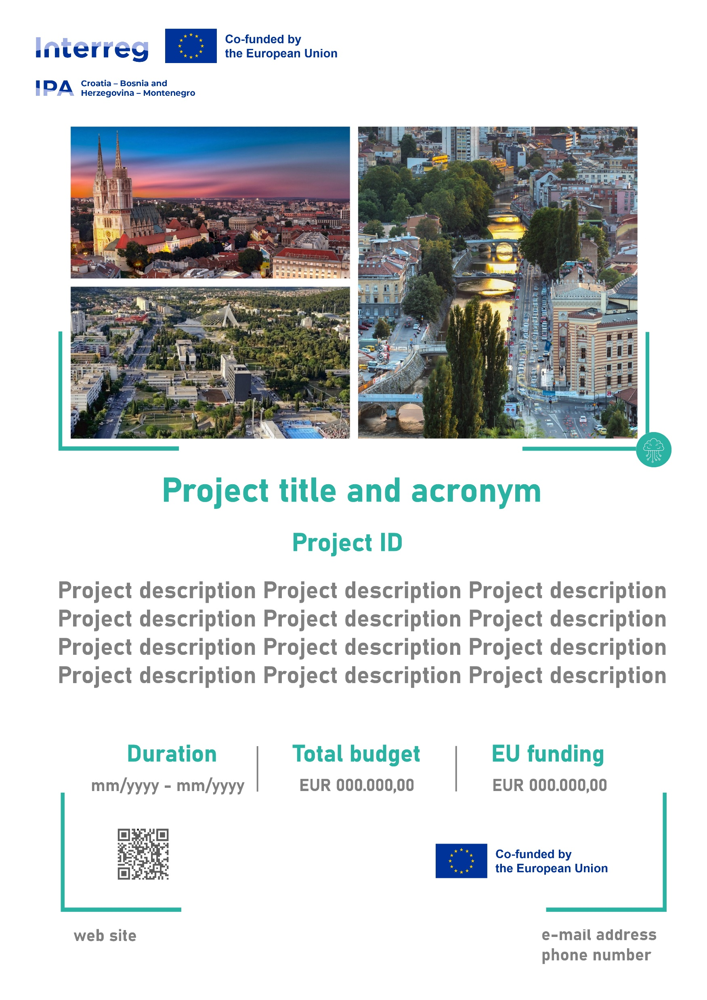 Interreg
Co-funded by
the European Union
IPA
Croatia – Bosnia and
Herzegovina – Montenegro
Project title and acronym
Project ID
Project description Project description Project description
Project description Project description Project description
Project description Project description Project description
Project description Project description Project description
Duration
Total budget
EU funding
mm/yyyy - mm/yyyy
EUR 000.000,00
EUR 000.000,00
Co-funded by
the European Union
web site
e-mail address
phone number